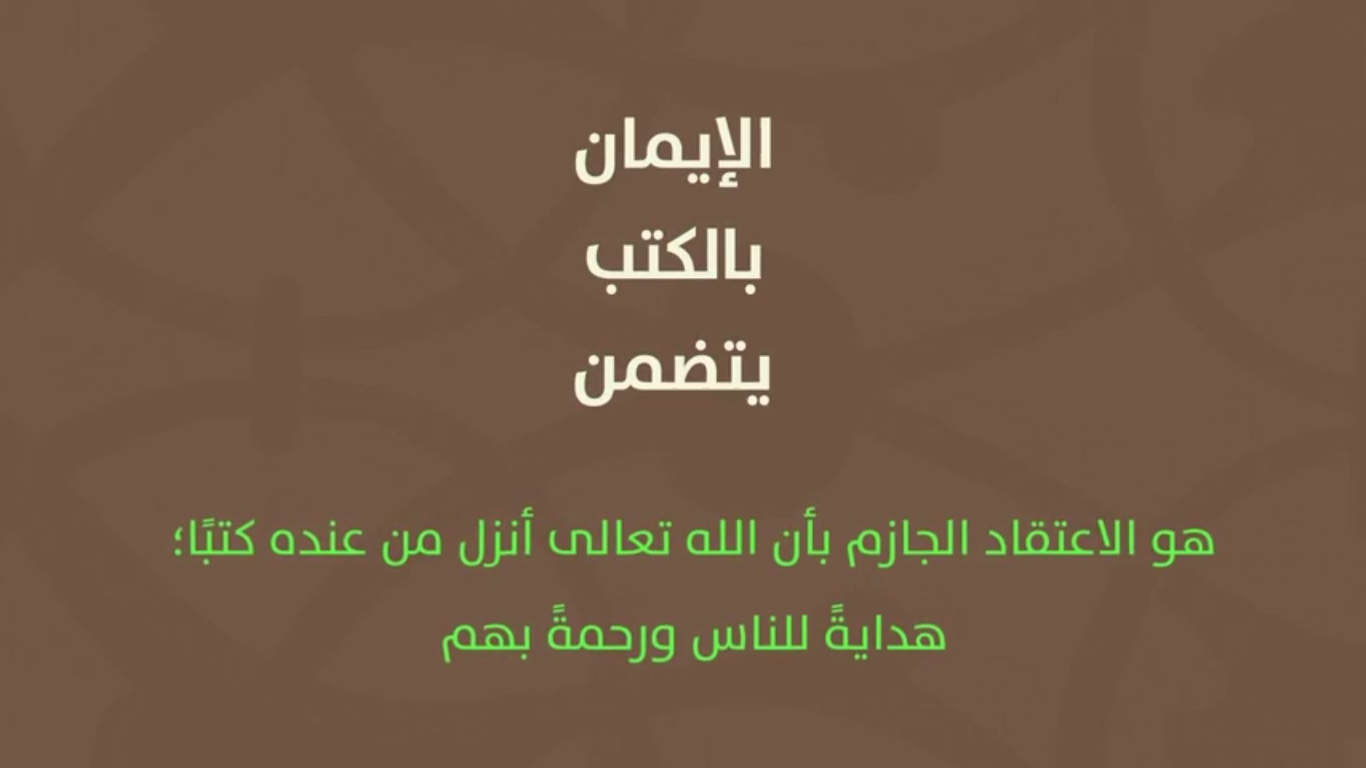 الإيمان
بالكتب
يتضمن
هو الاعتقاد الجازم بأن الله تعالى أنزل من عنده كتبًا؛
هدايةً للناس ورحمةً بهم